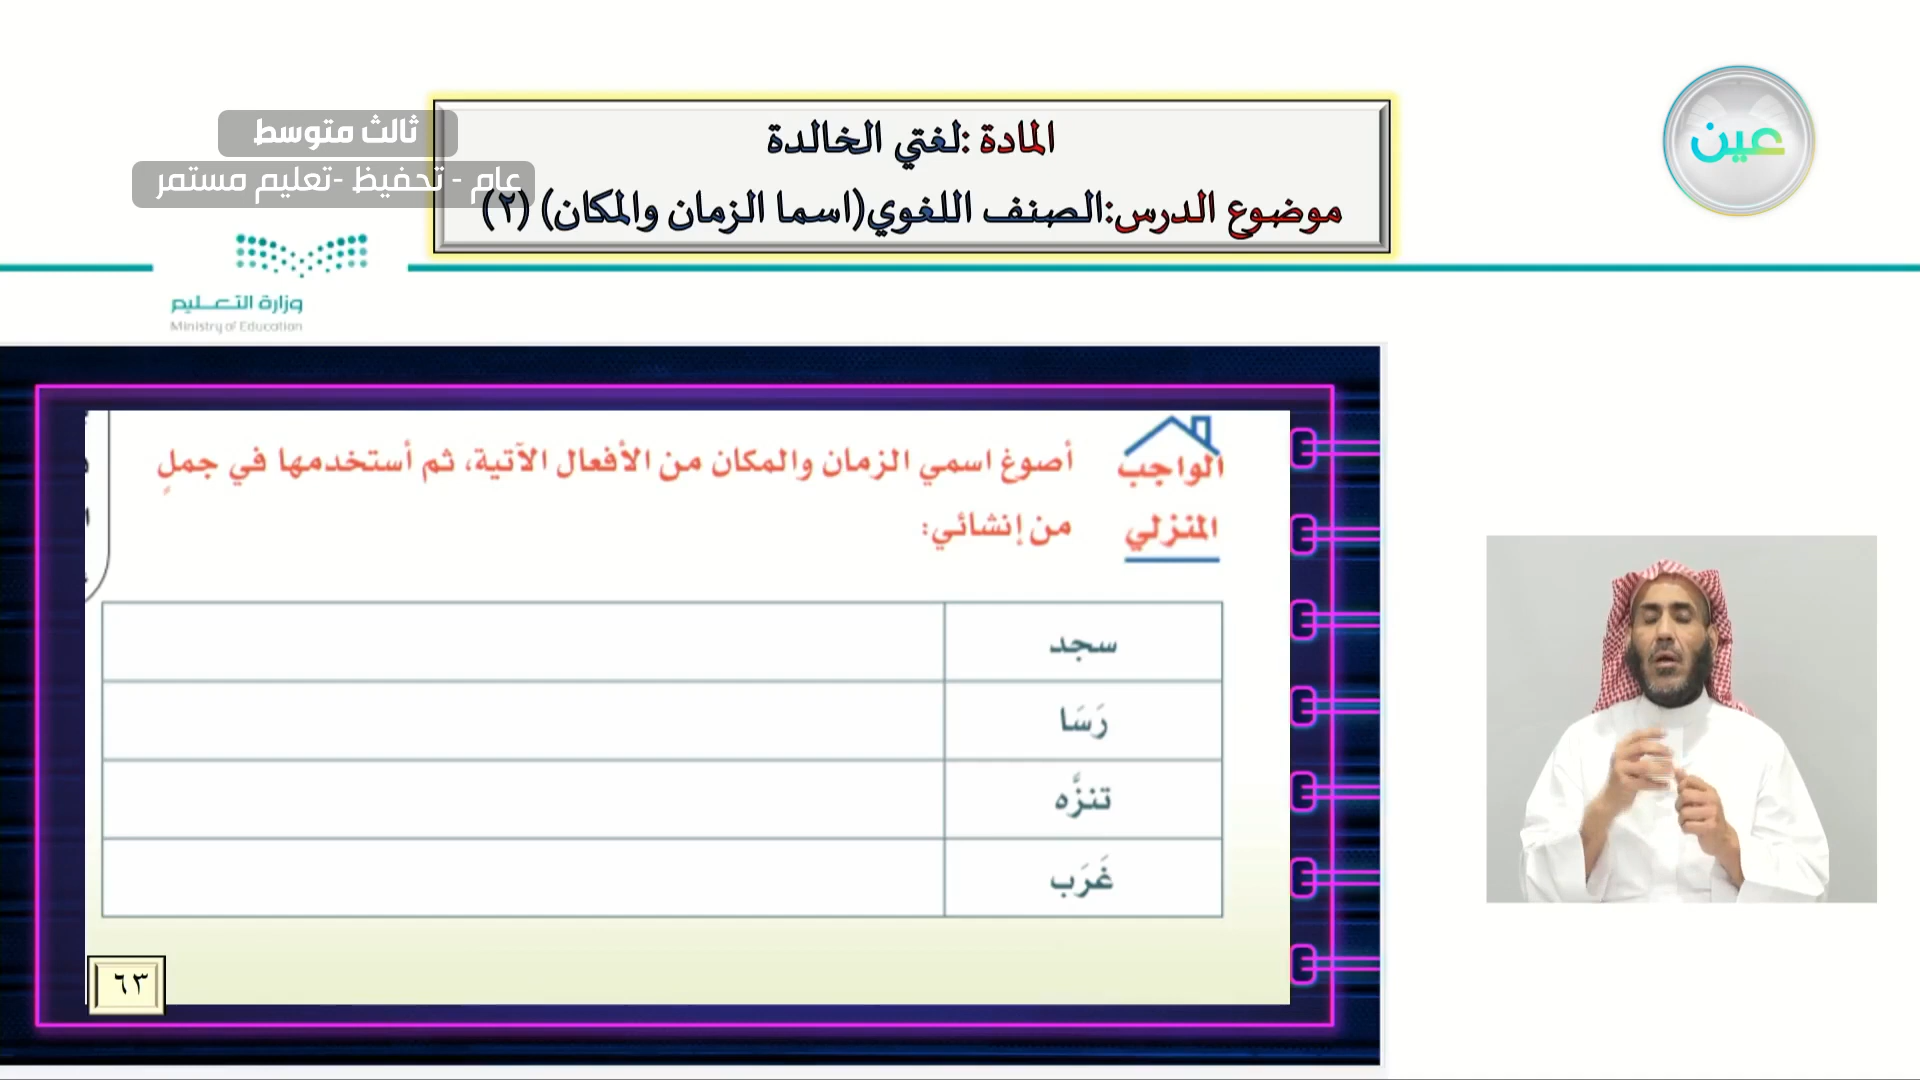 عين
ثالث متوسط
عام - تحفيظ -تعليم مستمر
المادة :لغتي الخالدة
موضوع الدرس:الصنف اللغوي(اسما الزمان والمكان) (٢)
وزارة التعليم
Ministry of Education
الواجب المنزلي
أصوغ اسمي الزمان والمكان من الأفعال الآتية، ثم أستخدمها في جملٍ
من إنشائي:
سجد
رَسَا
تنزَّه
غَرَب
٦٣